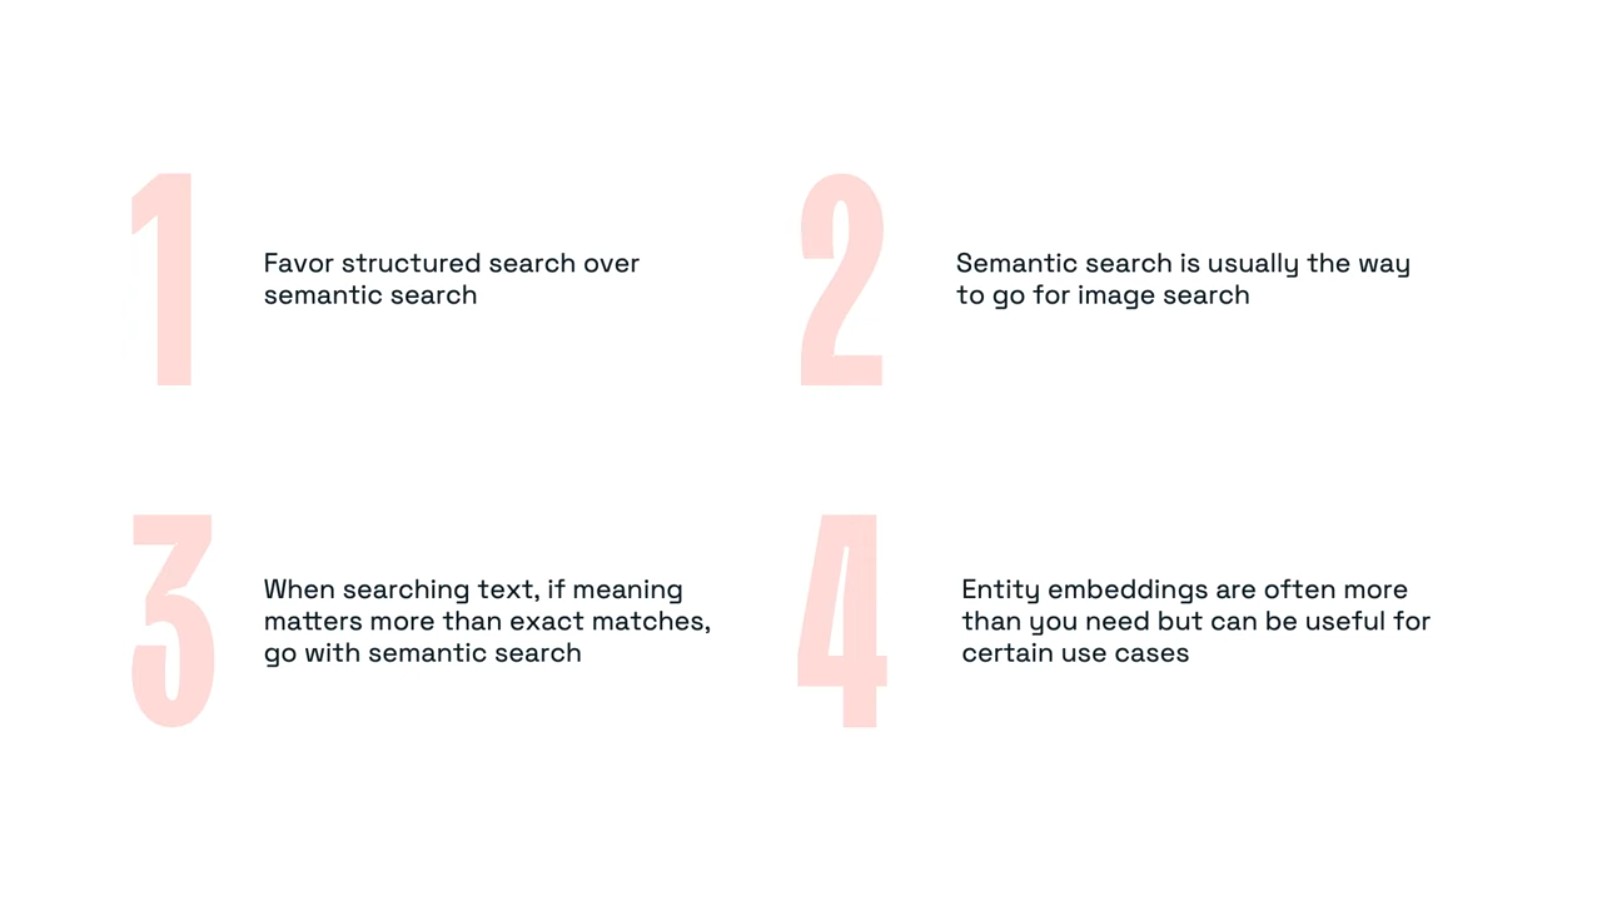 1
Favor structured search over
semantic search
2
Semantic search is usually the way
to go for image search
3
When searching text, if meaning
matters more than exact matches,
go with semantic search
4
Entity embeddings are often more
than you need but can be useful for
certain use cases